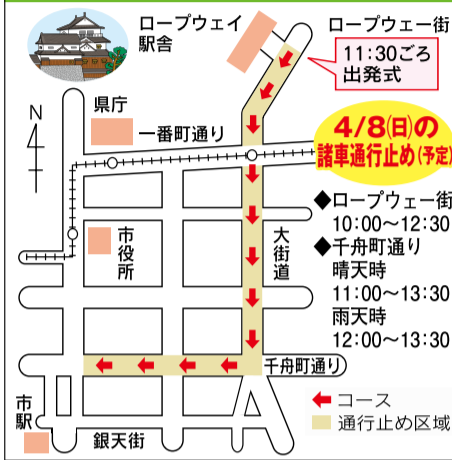 ロープウェイ
駅舎
ロープウェー街
11:30ごろ
出発式
N
県庁
一番町通り
4/8(日)の
諸車通行止め(予定)
◆ロープウェー街
10:00〜12:30
◆千舟町通り
晴天時
11:00〜13:30
雨天時
12:00〜13:30
市役所
大街道
千舟町通り
市駅
銀天街
コース
通行止め区域